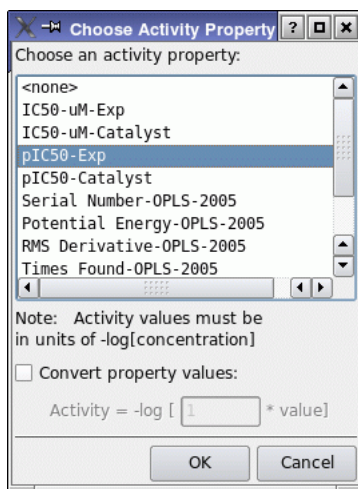 Choose Activity Property
Choose an activity property:
<none>
IC50-uM-Exp
IC50-uM-Catalyst
pIC50-Exp
pIC50-Catalyst
Serial Number-OPLS-2005
Potential Energy-OPLS-2005
RMS Derivative-OPLS-2005
Times Found-OPLS-2005
Note: Activity values must be
in units of -log[concentration]
Convert property values:
Activity = -log [ 1 * value]
OK Cancel